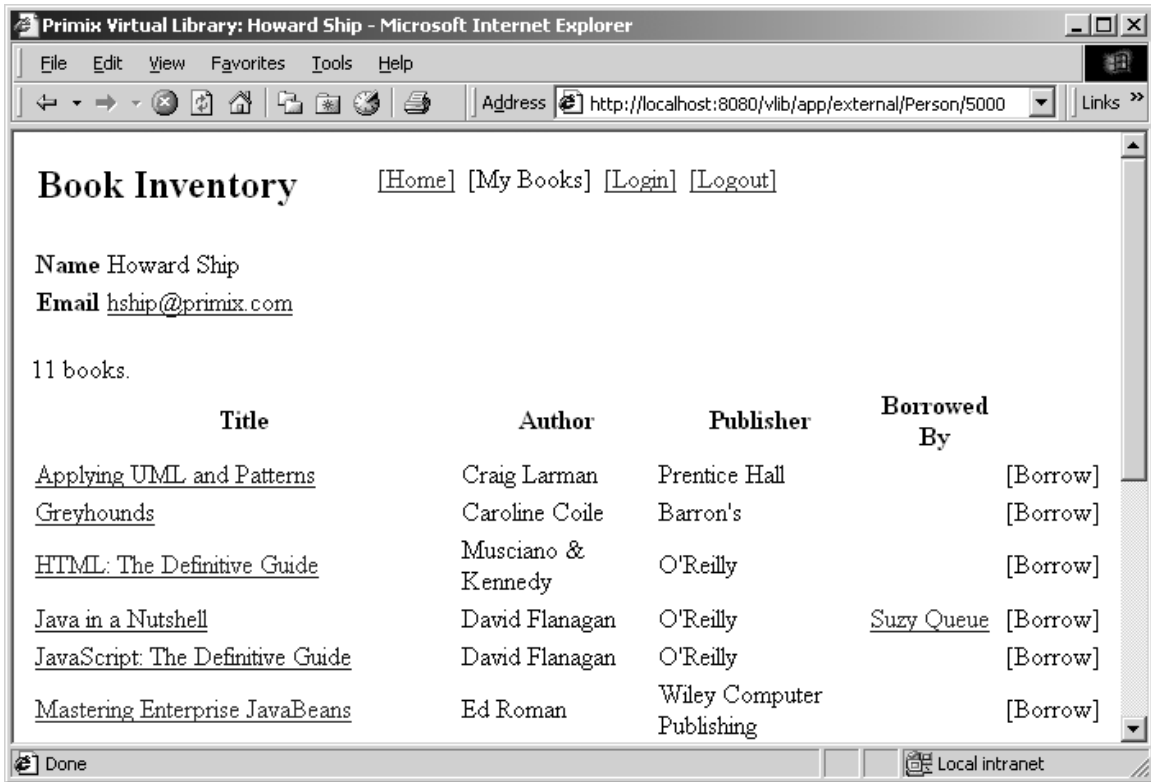 Primix Virtual Library: Howard Ship - Microsoft Internet Explorer
File Edit View Favorites Tools Help
Address http://localhost:8080/vlib/app/external/Person/5000 Links »
Book Inventory [Home] [My Books] [Login] [Logout]
Name Howard Ship
Email hship@primix.com
11 books.
Title Author Publisher Borrowed By
Applying UML and Patterns Craig Larman Prentice Hall [Borrow]
Greyhounds Caroline Coile Barron's [Borrow]
HTML: The Definitive Guide Musciano & Kennedy O'Reilly [Borrow]
Java in a Nutshell David Flanagan O'Reilly Suzy Queue [Borrow]
JavaScript: The Definitive Guide David Flanagan O'Reilly [Borrow]
Mastering Enterprise JavaBeans Ed Roman Wiley Computer Publishing [Borrow]
Done Local intranet